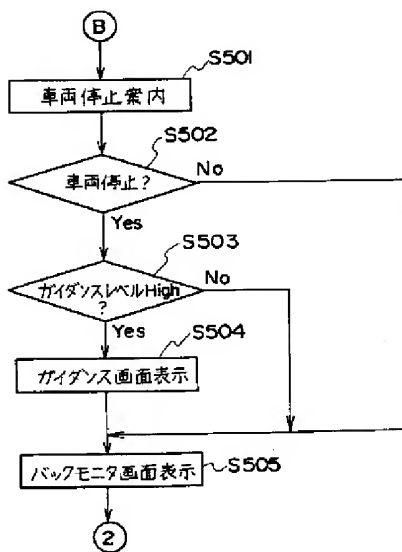 B
S501
車両停止案内
S502
車両停止?
No
Yes
S503
ガイダンスレベルHigh
?
No
Yes
S504
ガイダンス画面表示
バックモニタ画面表示
S505
2